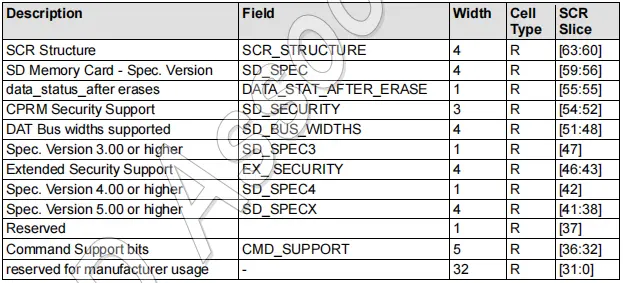 Description Field Width Cell Type SCR Slice
SCR Structure SCR_STRUCTURE 4 R [63:60]
SD Memory Card - Spec. Version SD_SPEC 4 R [59:56]
data_status_after erases DATA_STAT_AFTER_ERASE 1 R [55:55]
CPRM Security Support SD_SECURITY 3 R [54:52]
DAT Bus widths supported SD_BUS_WIDTHS 4 R [51:48]
Spec. Version 3.00 or higher SD_SPEC3 1 R [47]
Extended Security Support EX_SECURITY 4 R [46:43]
Spec. Version 4.00 or higher SD_SPEC4 1 R [42]
Spec. Version 5.00 or higher SD_SPECX 4 R [41:38]
Reserved 1 R [37]
Command Support bits CMD_SUPPORT 5 R [36:32]
reserved for manufacturer usage - 32 R [31:0]